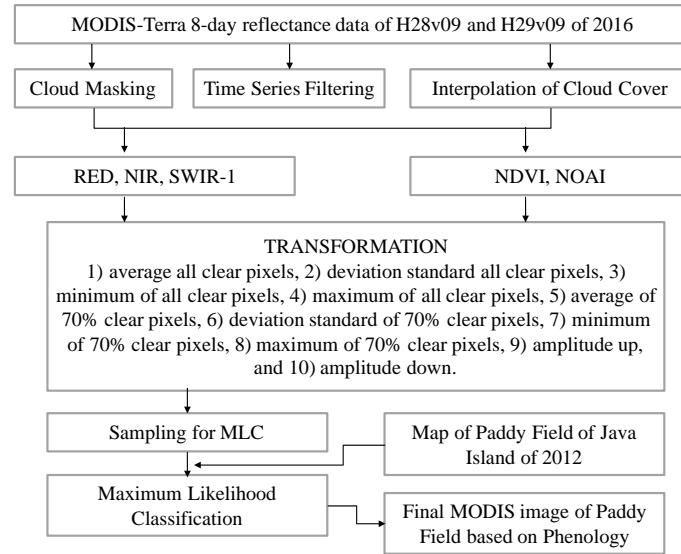 MODIS-Terra 8-day reflectance data of H28v09 and H29v09 of 2016
Cloud Masking
Time Series Filtering
Interpolation of Cloud Cover
RED, NIR, SWIR-1
NDVI, NOAI
TRANSFORMATION
1) average all clear pixels, 2) deviation standard all clear pixels, 3)
minimum of all clear pixels, 4) maximum of all clear pixels, 5) average of
70% clear pixels, 6) deviation standard of 70% clear pixels, 7) minimum
of 70% clear pixels, 8) maximum of 70% clear pixels, 9) amplitude up,
and 10) amplitude down.
Sampling for MLC
Map of Paddy Field of Java
Island of 2012
Maximum Likelihood
Classification
Final MODIS image of Paddy
Field based on Phenology